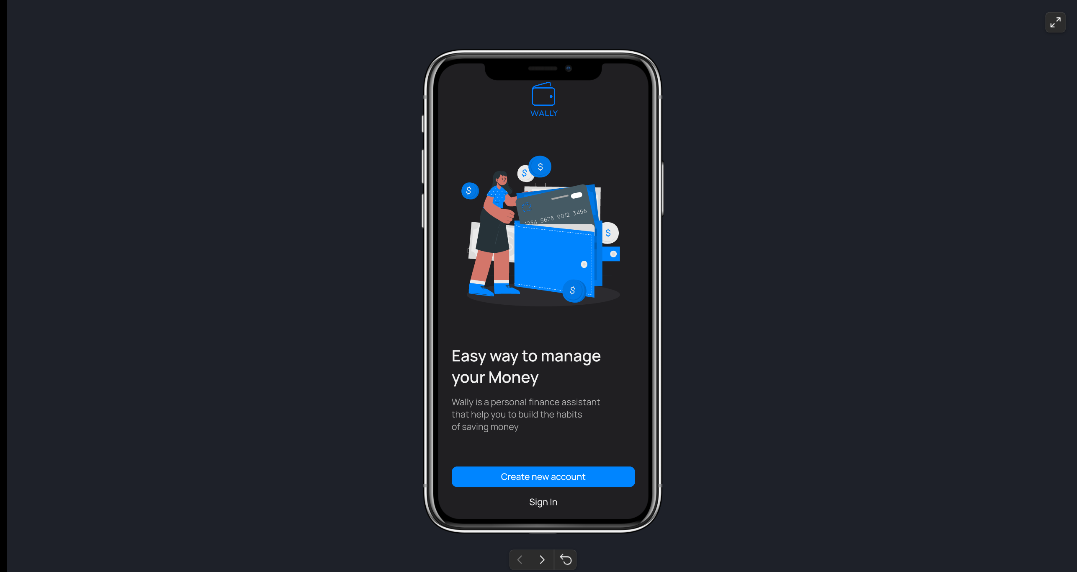 WALLY
$
$
$
$
$
Easy way to manage
your Money
Wally is a personal finance assistant
that help you to build the habits
of saving money
Create new account
Sign in